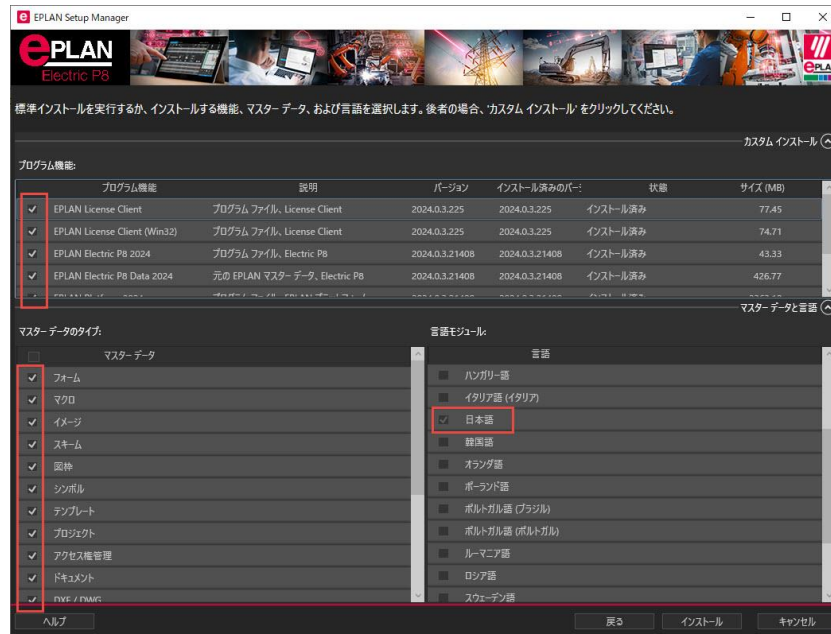 EPLAN Setup Manager
ePLAN
Electric P8
ePLA
標準インストールを実行するか、インストールする機能、マスター データ、および言語を選択します。後者の場合、'カスタム インストール' をクリックしてください。
カスタム インストール
プログラム機能:
プログラム機能 説明 バージョン インストール済みのバー 状態 サイズ (MB)
EPLAN License Client プログラム ファイル、License Client 2024.0.3.225 2024.0.3.225 インストール済み 77.45
EPLAN License Client (Win32) プログラム ファイル、License Client 2024.0.3.225 2024.0.3.225 インストール済み 74.71
EPLAN Electric P8 2024 プログラム ファイル、Electric P8 2024.0.3.21408 2024.0.3.21408 インストール済み 43.33
EPLAN Electric P8 Data 2024 元の EPLAN マスター データ、Electric P8 2024.0.3.21408 2024.0.3.21408 インストール済み 426.77
マスター データと言語
マスター データのタイプ: 言語モジュール:
マスター データ 言語
フォーム ハンガリー語
マクロ イタリア語 (イタリア)
イメージ 日本語
スキーム 韓国語
図枠 オランダ語
シンボル ポーランド語
テンプレート ポルトガル語 (ブラジル)
プロジェクト ポルトガル語 (ポルトガル)
アクセス権管理 ルーマニア語
ドキュメント ロシア語
DXF / DWG スウェーデン語
ヘルプ 戻る インストール キャンセル